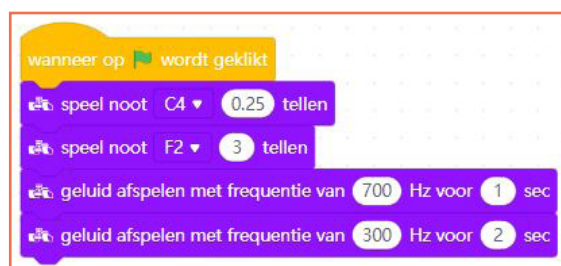 wanneer op wordt geklikt
speel noot C4 0.25 tellen
speel noot F2 3 tellen
geluid afspelen met frequentie van 700 Hz voor 1 sec
geluid afspelen met frequentie van 300 Hz voor 2 sec